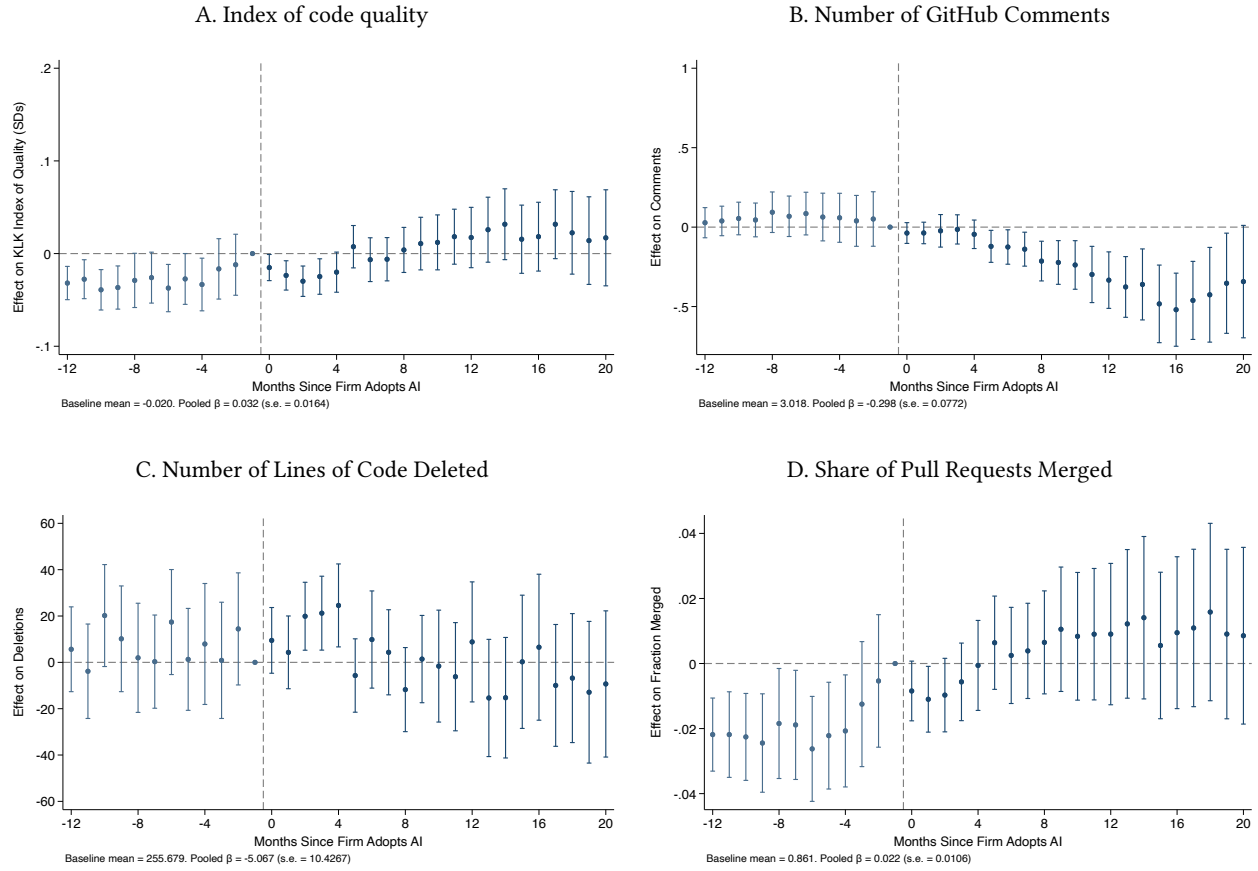 A. Index of code quality
Effect on KLK Index of Quality (SDs)
.2
.1
0
-.1
-12 -8 -4 0 4 8 12 16 20
Months Since Firm Adopts AI
Baseline mean = -0.020. Pooled β = 0.032 (s.e. = 0.0164)
B. Number of GitHub Comments
Effect on Comments
1
.5
0
-.5
-12 -8 -4 0 4 8 12 16 20
Months Since Firm Adopts AI
Baseline mean = 3.018. Pooled β = -0.298 (s.e. = 0.0772)
C. Number of Lines of Code Deleted
Effect on Deletions
60
40
20
0
-20
-40
-60
-12 -8 -4 0 4 8 12 16 20
Months Since Firm Adopts AI
Baseline mean = 255.679. Pooled β = -5.067 (s.e. = 10.4267)
D. Share of Pull Requests Merged
Effect on Fraction Merged
.04
.02
0
-.02
-.04
-12 -8 -4 0 4 8 12 16 20
Months Since Firm Adopts AI
Baseline mean = 0.861. Pooled β = 0.022 (s.e. = 0.0106)